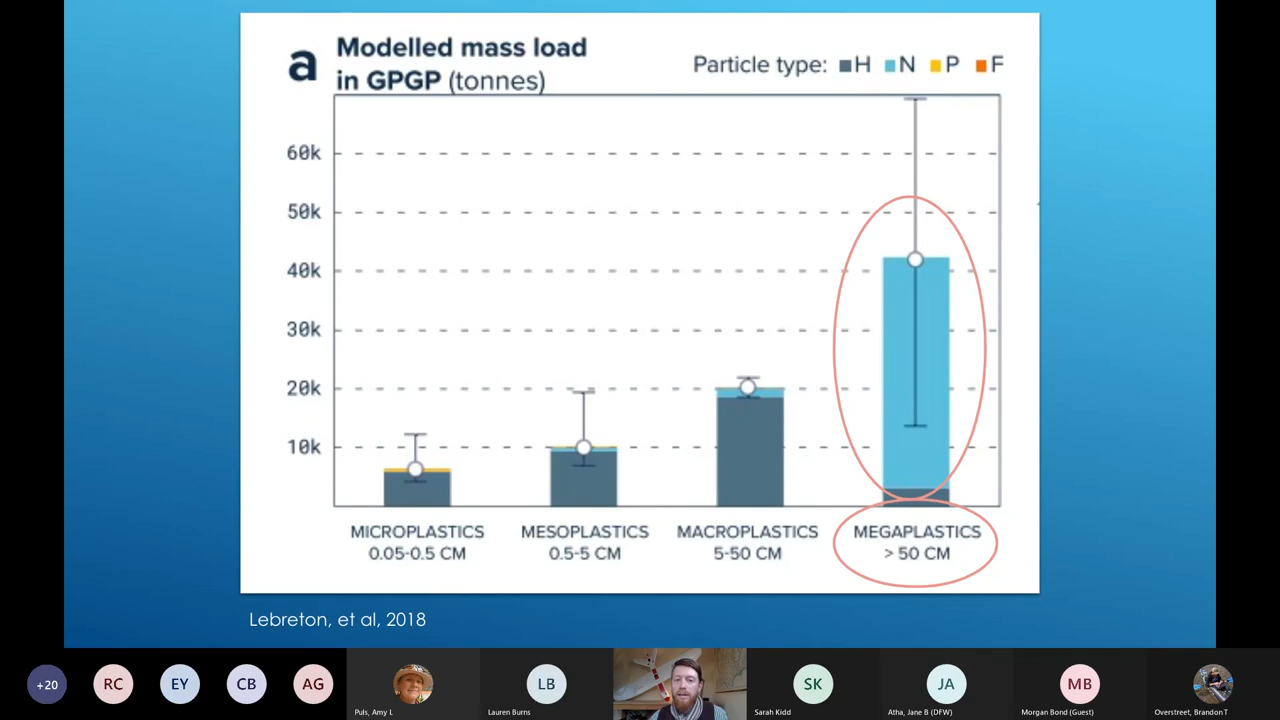 a
Modelled mass load
in GPGP (tonnes)
Particle type: H N P F
60k
50k
40k
30k
20k
10k
MICROPLASTICS
0.05-0.5 CM
MESOPLASTICS
0.5-5 CM
MACROPLASTICS
5-50 CM
MEGAPLASTICS
> 50 CM
Lebreton, et al, 2018
+20
RC
EY
CB
AG
Puls, Amy L
LB
Lauren Burns
SK
Sarah Kidd
JA
Atha, Jane B (DFW)
MB
Morgan Bond (Guest)
Overstreet, Brandon T